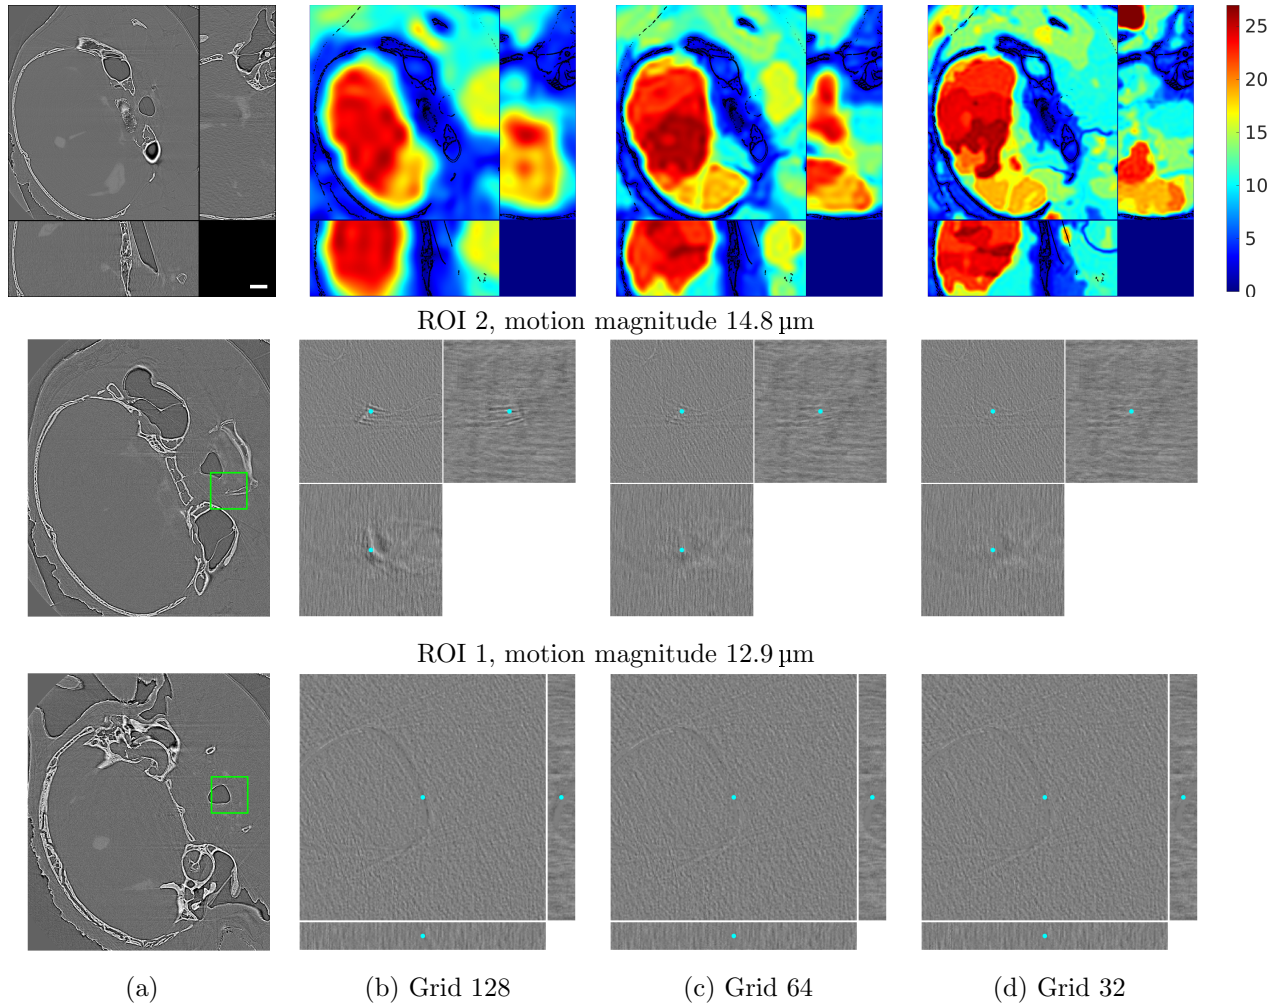 25
20
15
10
5
0
ROI 2, motion magnitude 14.8 µm
ROI 1, motion magnitude 12.9 µm
(a)
(b) Grid 128
(c) Grid 64
(d) Grid 32